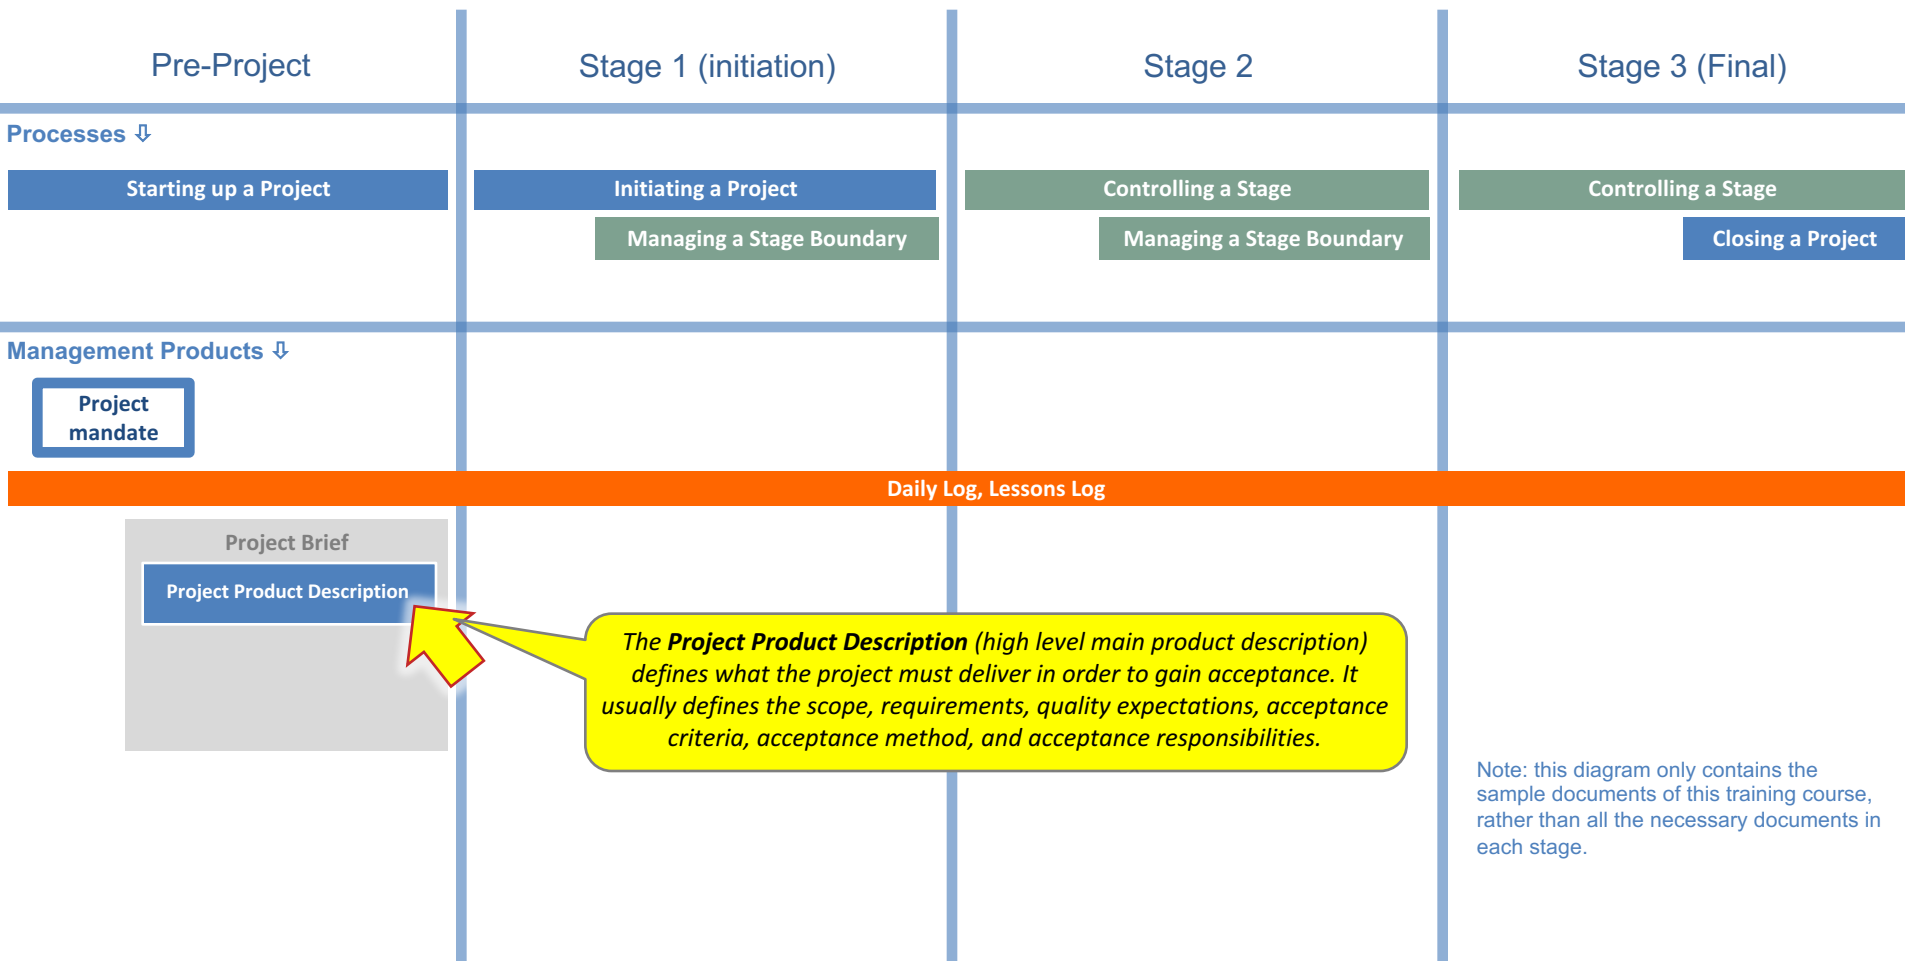 Pre-Project
Stage 1 (initiation)
Stage 2
Stage 3 (Final)
Processes ⇩
Starting up a Project
Initiating a Project
Controlling a Stage
Controlling a Stage
Managing a Stage Boundary
Managing a Stage Boundary
Closing a Project
Management Products ⇩
Project
mandate
Daily Log, Lessons Log
Project Brief
Project Product Description
The Project Product Description (high level main product description)
defines what the project must deliver in order to gain acceptance. It
usually defines the scope, requirements, quality expectations, acceptance
criteria, acceptance method, and acceptance responsibilities.
Note: this diagram only contains the
sample documents of this training course,
rather than all the necessary documents in
each stage.